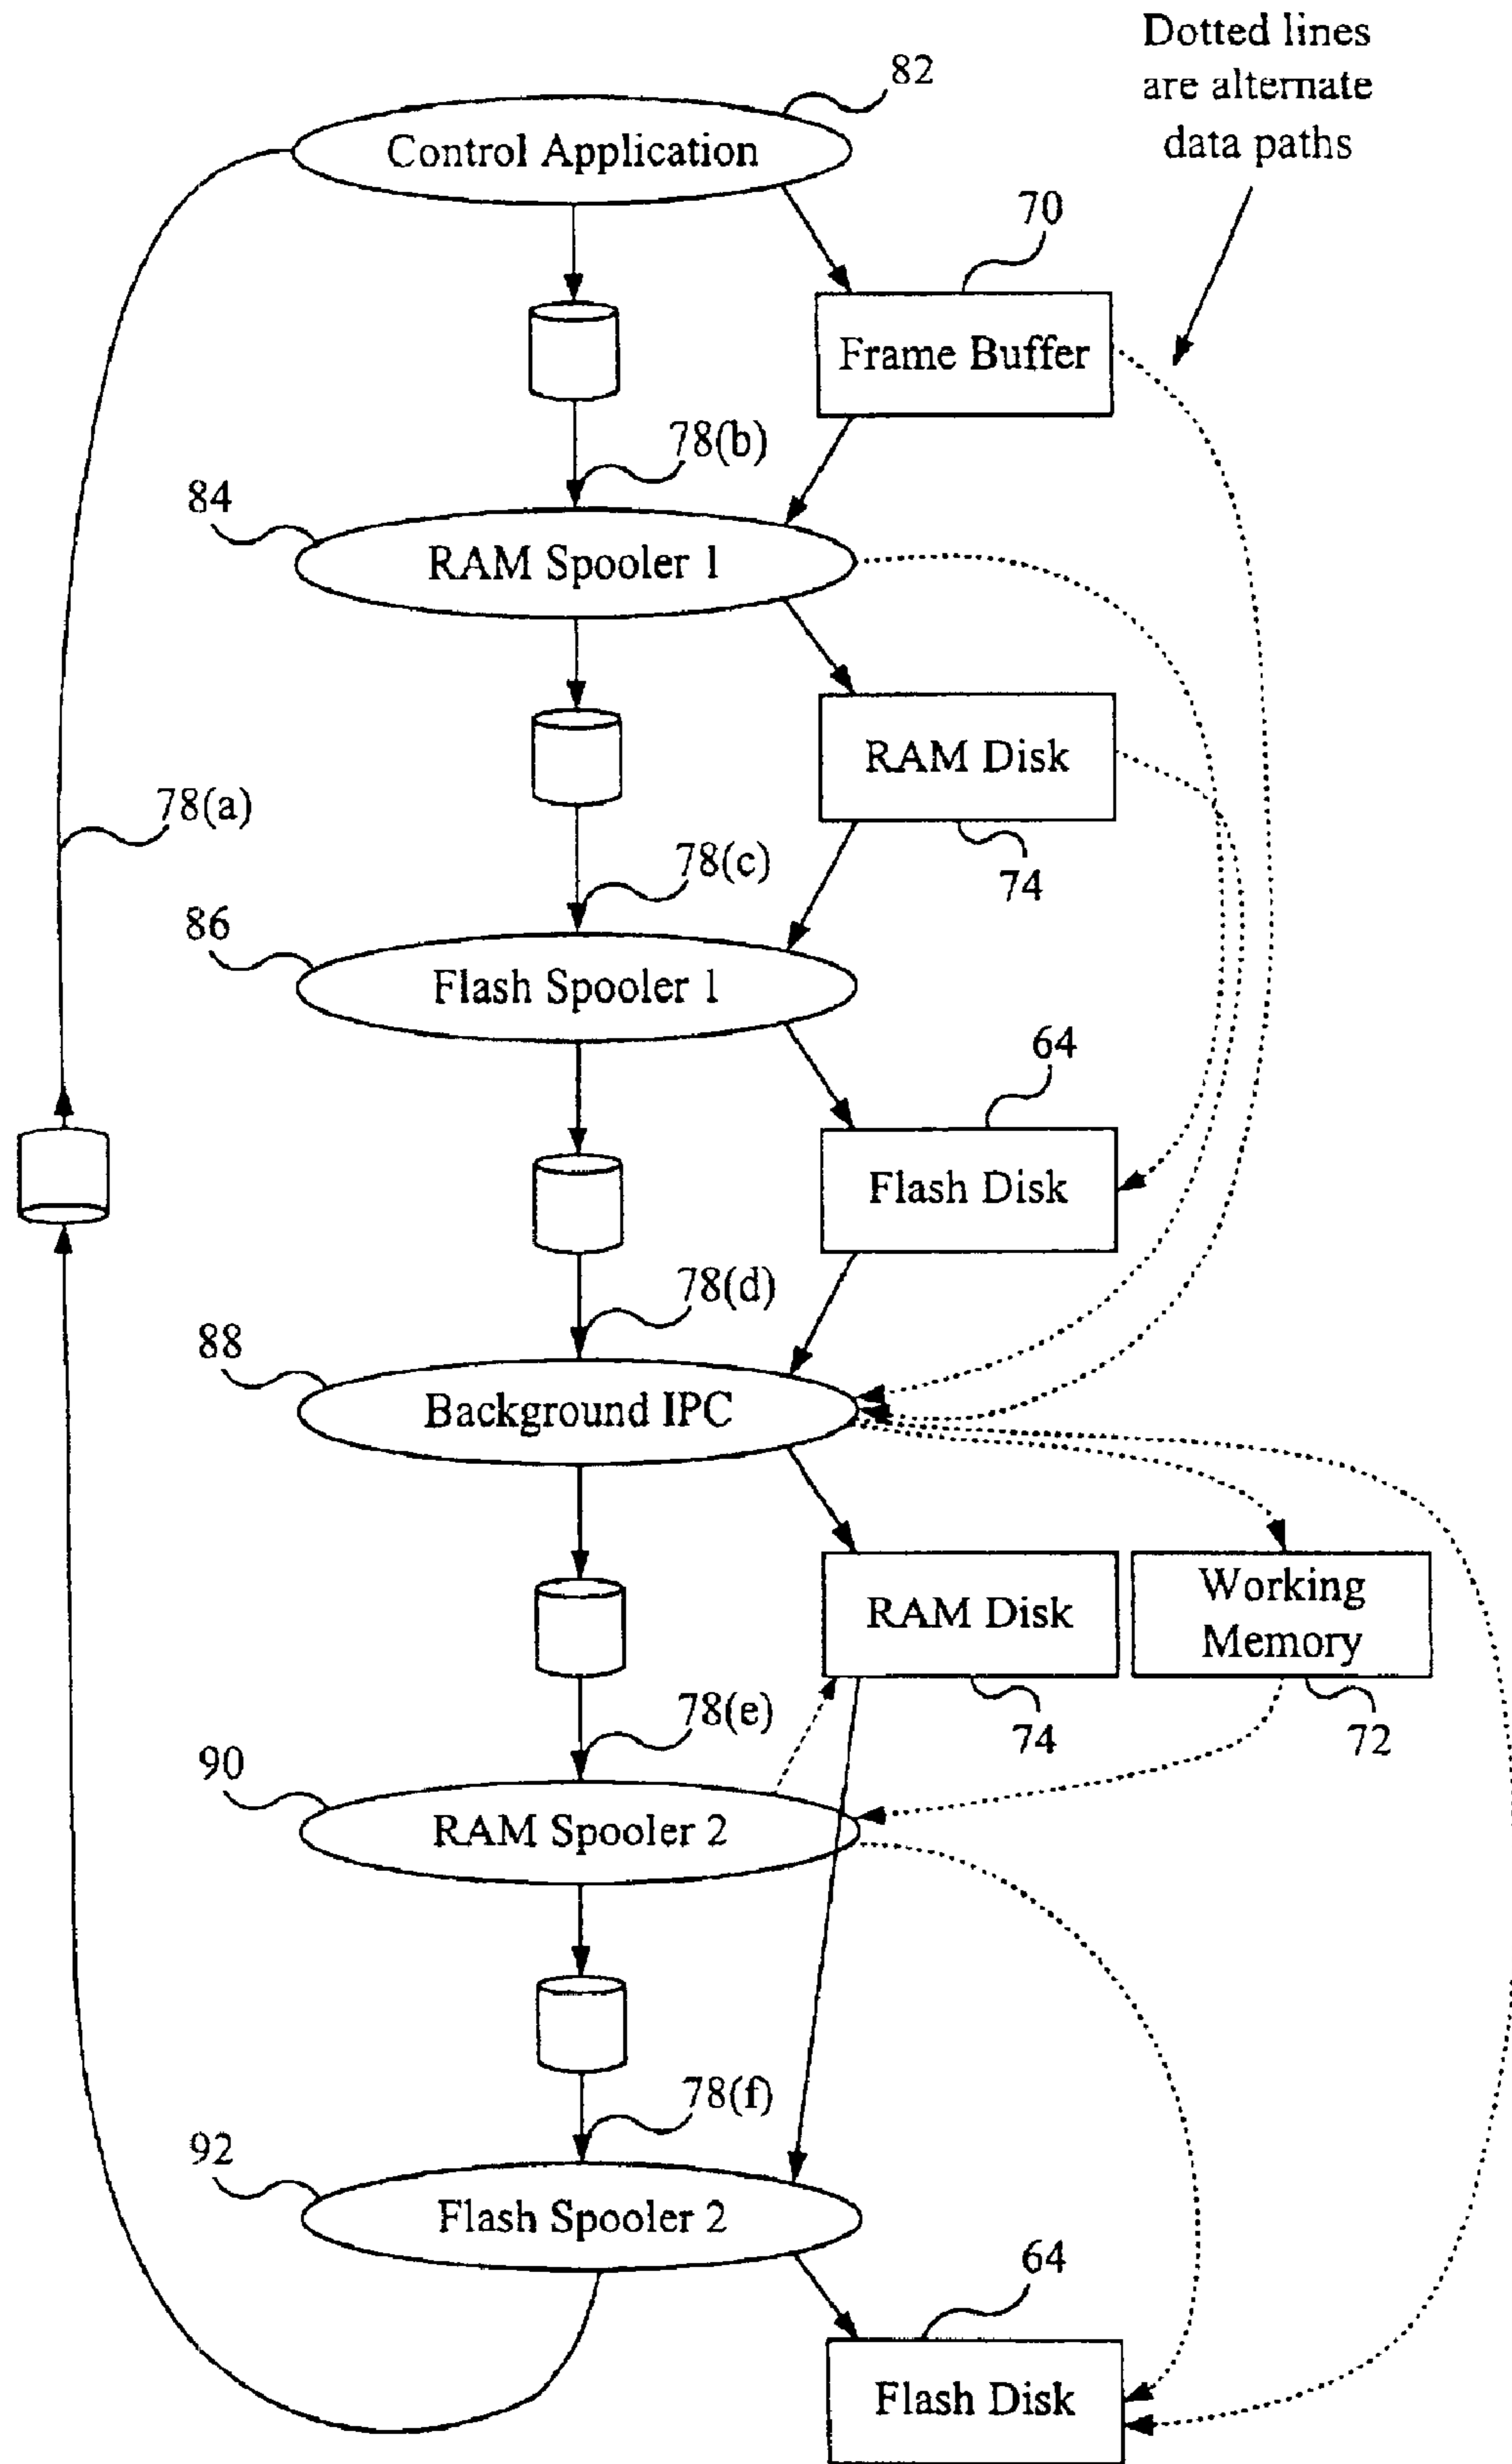 Dotted lines
are alternate
data paths
82
Control Application
70
Frame Buffer
78(b)
84
RAM Spooler 1
RAM Disk
78(a)
78(c)
74
86
Flash Spooler 1
64
Flash Disk
78(d)
88
Background IPC
RAM Disk
Working
Memory
78(e)
74
72
90
RAM Spooler 2
78(f)
92
Flash Spooler 2
64
Flash Disk